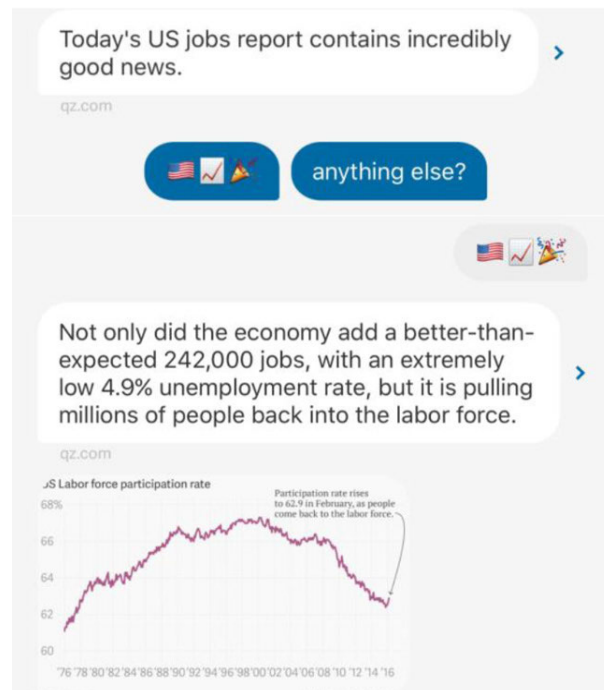 Today's US jobs report contains incredibly
good news.
qz.com
🇺🇸📈🎉
anything else?
🇺🇸📈🎉
Not only did the economy add a better-than-
expected 242,000 jobs, with an extremely
low 4.9% unemployment rate, but it is pulling
millions of people back into the labor force.
qz.com
US Labor force participation rate
Participation rate rises
to 62.9 in February, as people
come back to the labor force.
68%
66
64
62
60
'76 '78 '80 '82 '84 '86 '88 '90 '92 '94 '96 '98 '00 '02 '04 '06 '08 '10 '12 '14 '16